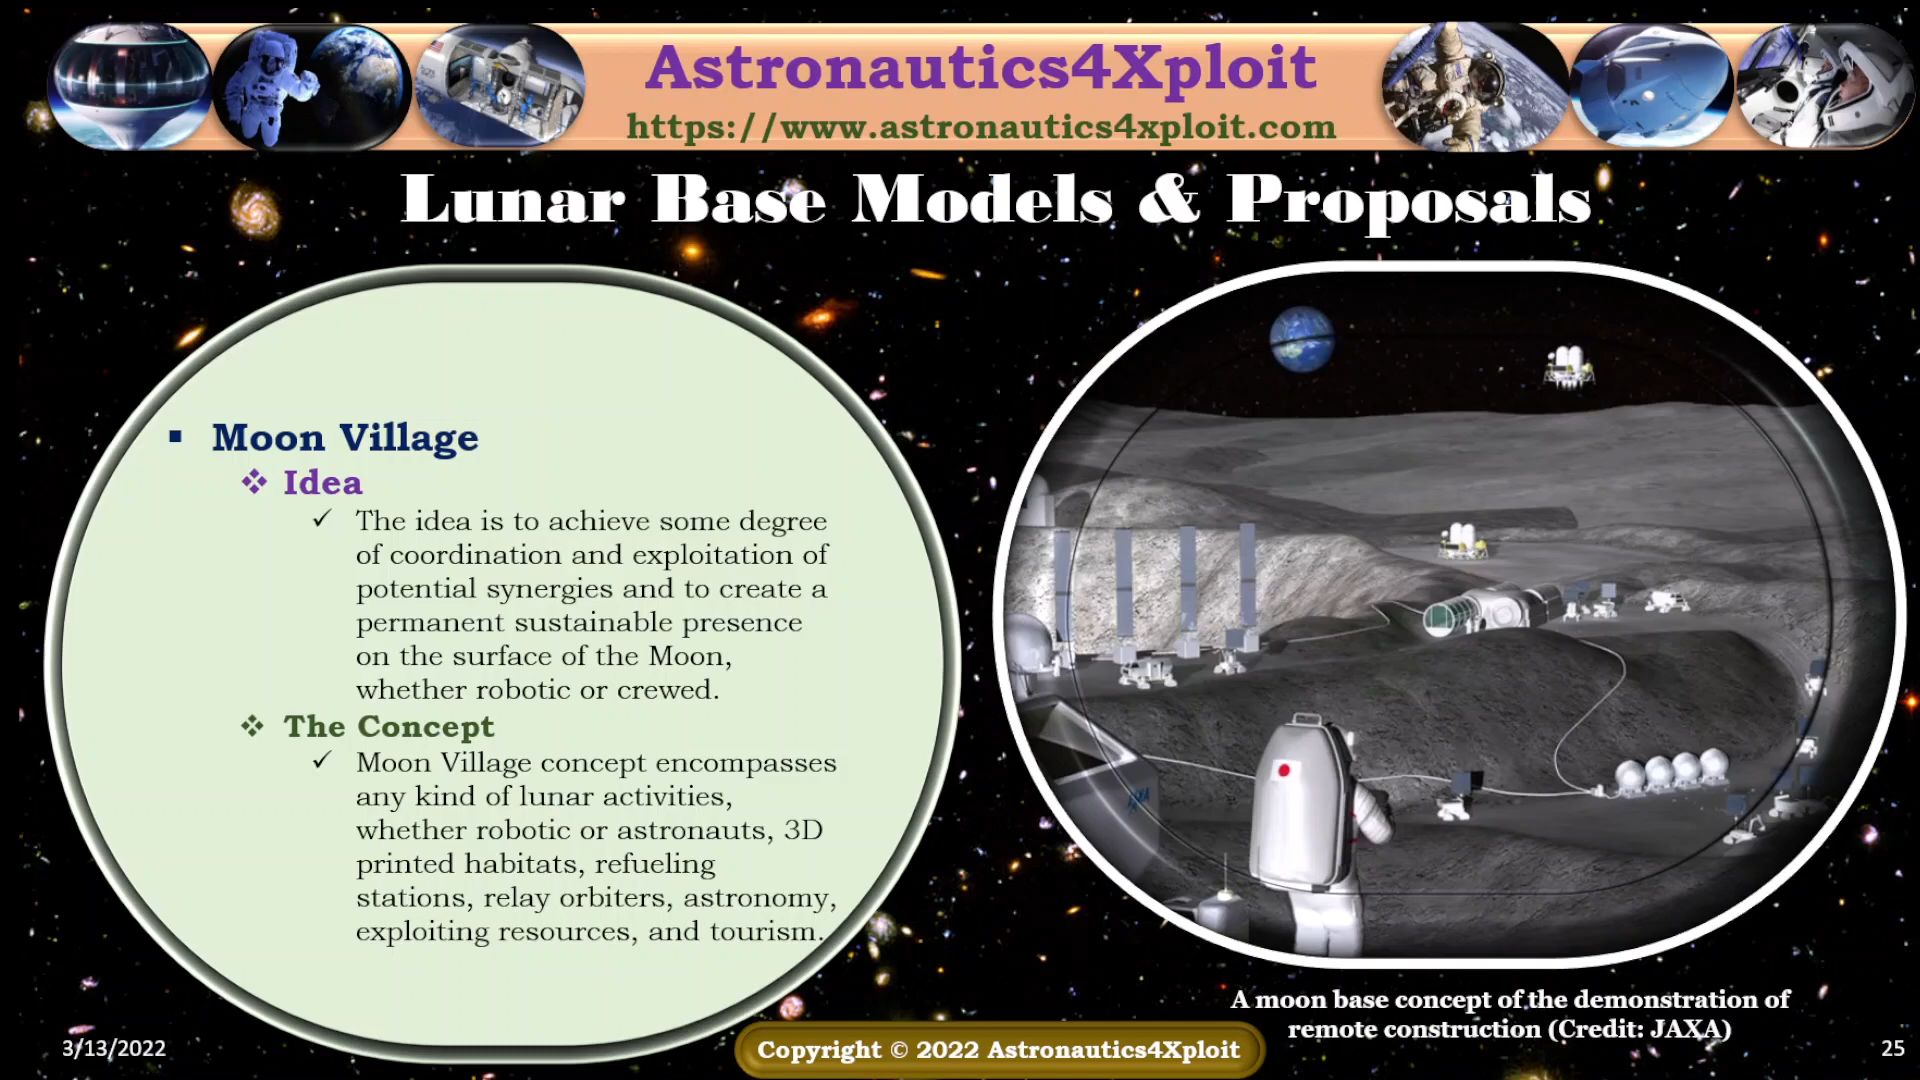 Astronautics4Xploit
https://www.astronautics4xploit.com
Lunar Base Models & Proposals
Moon Village
Idea
The idea is to achieve some degree
of coordination and exploitation of
potential synergies and to create a
permanent sustainable presence
on the surface of the Moon,
whether robotic or crewed.
The Concept
Moon Village concept encompasses
any kind of lunar activities,
whether robotic or astronauts, 3D
printed habitats, refueling
stations, relay orbiters, astronomy,
exploiting resources, and tourism.
JAXA
A moon base concept of the demonstration of
remote construction (Credit: JAXA)
3/13/2022
Copyright © 2022 Astronautics4Xploit
25